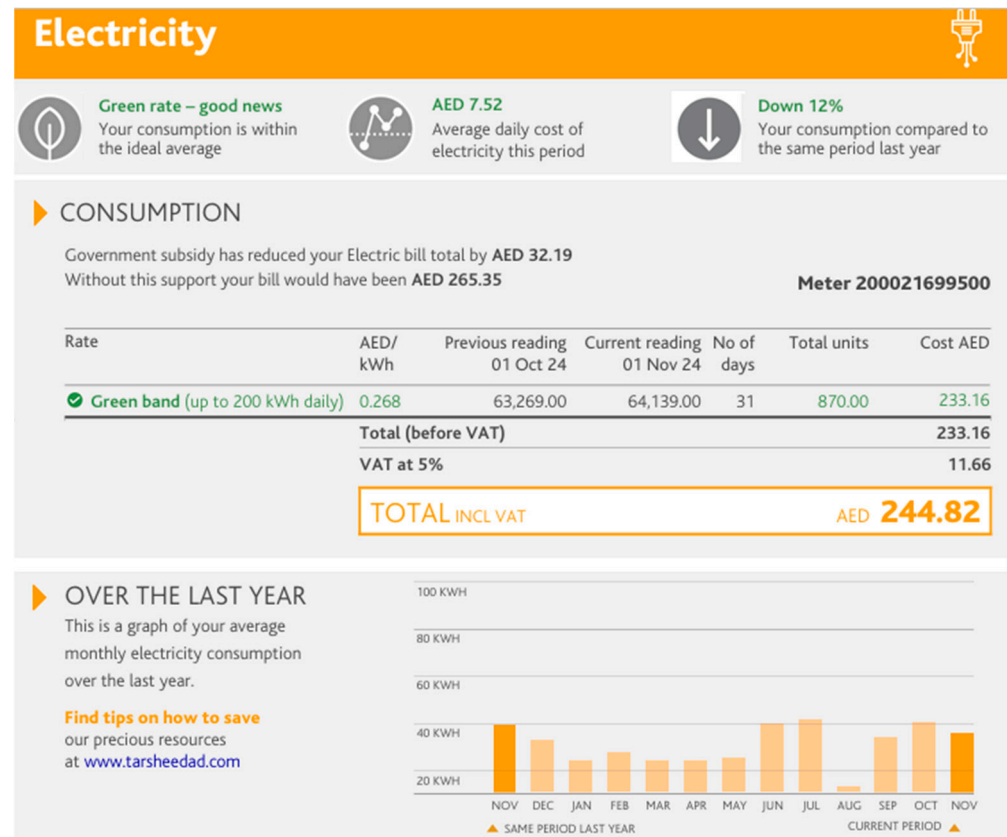 Electricity
Green rate – good news
Your consumption is within
the ideal average
AED 7.52
Average daily cost of
electricity this period
Down 12%
Your consumption compared to
the same period last year
CONSUMPTION
Government subsidy has reduced your Electric bill total by AED 32.19
Without this support your bill would have been AED 265.35
Meter 200021699500
Rate AED/ Previous reading Current reading No of Total units Cost AED
kWh 01 Oct 24 01 Nov 24 days
Green band (up to 200 kWh daily) 0.268 63,269.00 64,139.00 31 870.00 233.16
Total (before VAT) 233.16
VAT at 5% 11.66
TOTAL INCL VAT AED 244.82
OVER THE LAST YEAR
This is a graph of your average
monthly electricity consumption
over the last year.
Find tips on how to save
our precious resources
at www.tarsheedad.com
100 KWH
80 KWH
60 KWH
40 KWH
20 KWH
NOV DEC JAN FEB MAR APR MAY JUN JUL AUG SEP OCT NOV
SAME PERIOD LAST YEAR CURRENT PERIOD